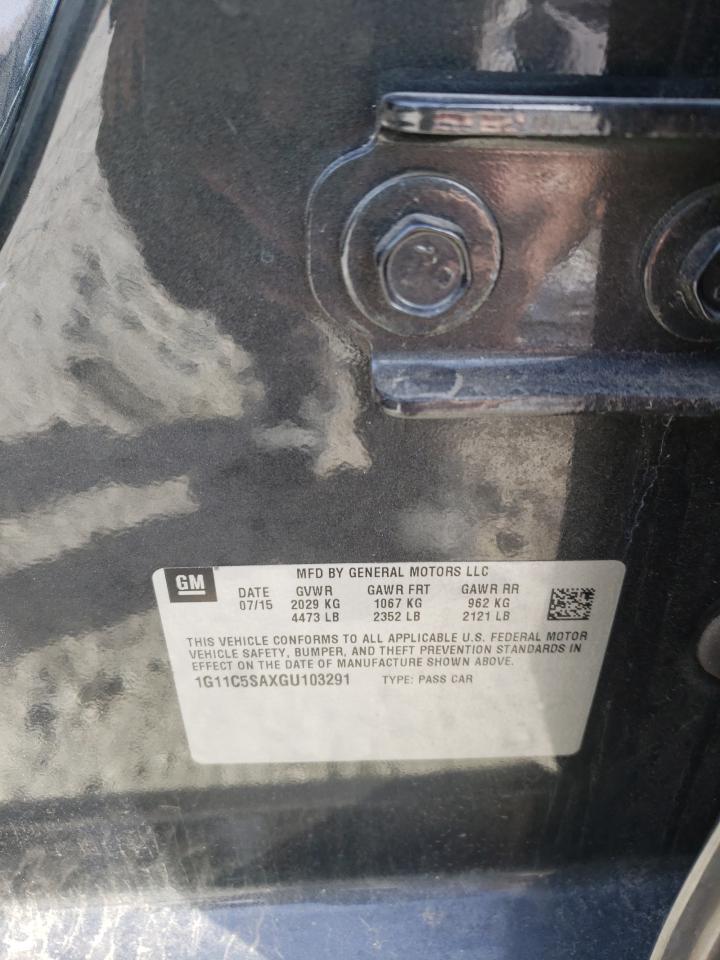 GM
MFD BY GENERAL MOTORS LLC
DATE GVWR GAWR FRT GAWR RR
07/15 2029 KG 1067 KG 962 KG
4473 LB 2352 LB 2121 LB
THIS VEHICLE CONFORMS TO ALL APPLICABLE U.S. FEDERAL MOTOR
VEHICLE SAFETY, BUMPER, AND THEFT PREVENTION STANDARDS IN
EFFECT ON THE DATE OF MANUFACTURE SHOWN ABOVE.
1G11C5SAXGU103291 TYPE: PASS CAR